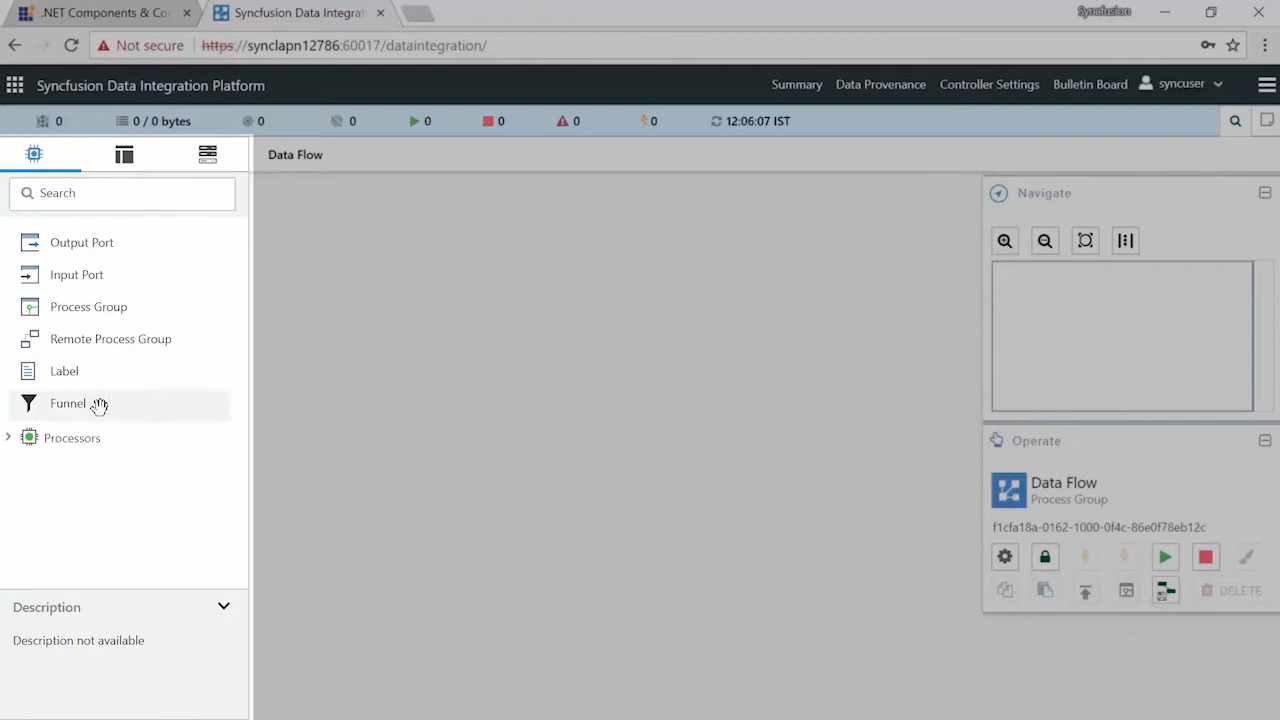 .NET Components & Co
Syncfusion Data Integrat
Syncfusion
Not secure
https://synclapn12786:60017/dataintegration/
Syncfusion Data Integration Platform
Summary
Data Provenance
Controller Settings
Bulletin Board
syncuser
0
0 / 0 bytes
0
0
0
0
0
0
12:06:07 IST
Data Flow
Search
Output Port
Input Port
Process Group
Remote Process Group
Label
Funnel
Processors
Description
Description not available
Navigate
Operate
Data Flow
Process Group
f1cfa18a-0162-1000-0f4c-86e0f78eb12c
DELETE